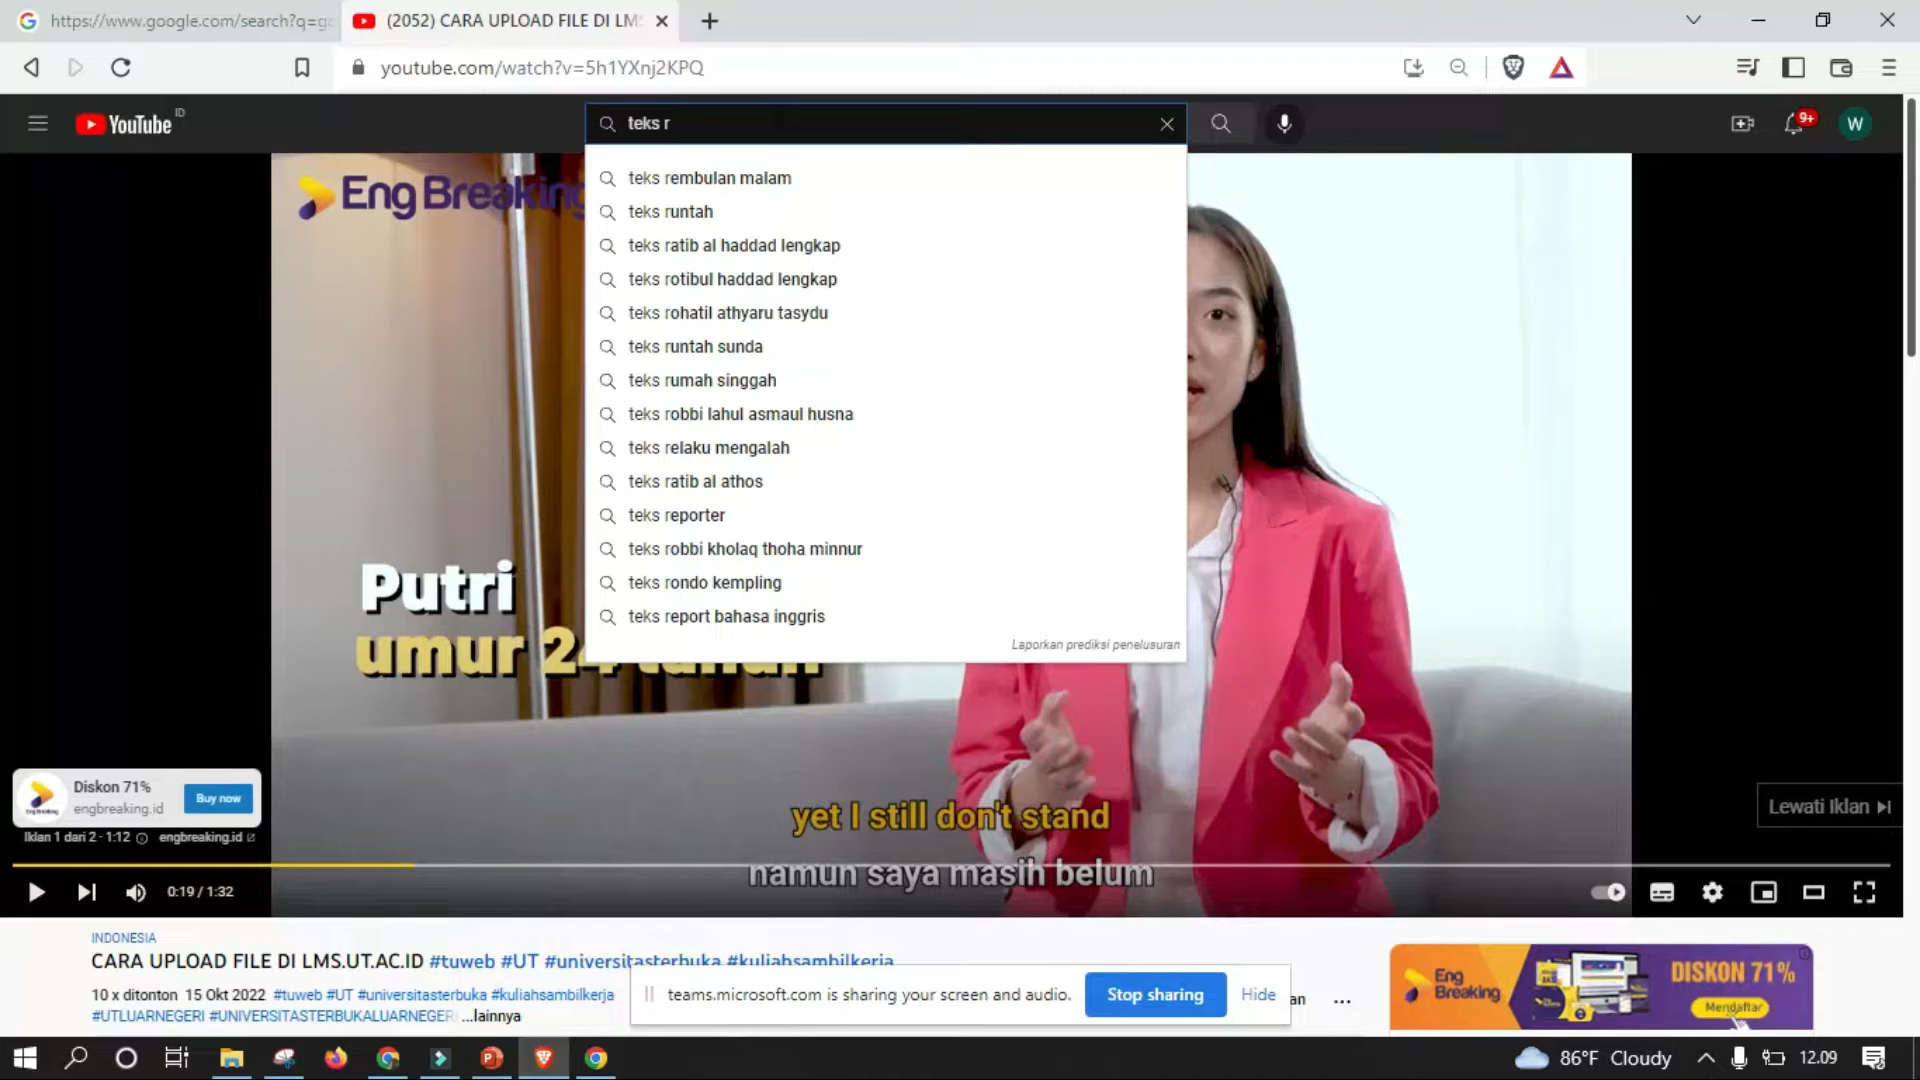 https://www.google.com/search?q=
(2052) CARA UPLOAD FILE DI LMS
youtube.com/watch?v=5h1YXnj2KPQ
YouTube ID
teks r
9+
W
teks rembulan malam
teks runtah
teks ratib al haddad lengkap
teks rotibul haddad lengkap
teks rohatil athyaru tasydu
teks runtah sunda
teks rumah singgah
teks robbi lahul asmaul husna
teks relaku mengalah
teks ratib al athos
teks reporter
teks robbi kholaq thoha minnur
teks rondo kempling
teks report bahasa inggris
Laporkan prediksi penelusuran
Eng Breaking
Putri
umur 24 tahun
yet I still don't stand
namun saya masih belum
Diskon 71%
engbreaking.id
Buy now
Iklan 1 dari 2 - 1:12 engbreaking.id
Lewati Iklan
0:19 / 1:32
INDONESIA
CARA UPLOAD FILE DI LMS.UT.AC.ID #tuweb #UT #universitasterbuka #kuliahsambilkerja
10 x ditonton 15 Okt 2022 #tuweb #UT #universitasterbuka #kuliahsambilkerja
#UTLUARNEGERI #UNIVERSITASTERBUKALUARNEGERI ...lainnya
teams.microsoft.com is sharing your screen and audio.
Stop sharing
Hide
an
...
Eng
Breaking
DISKON 71%
Mendaftar
86°F Cloudy
12.09